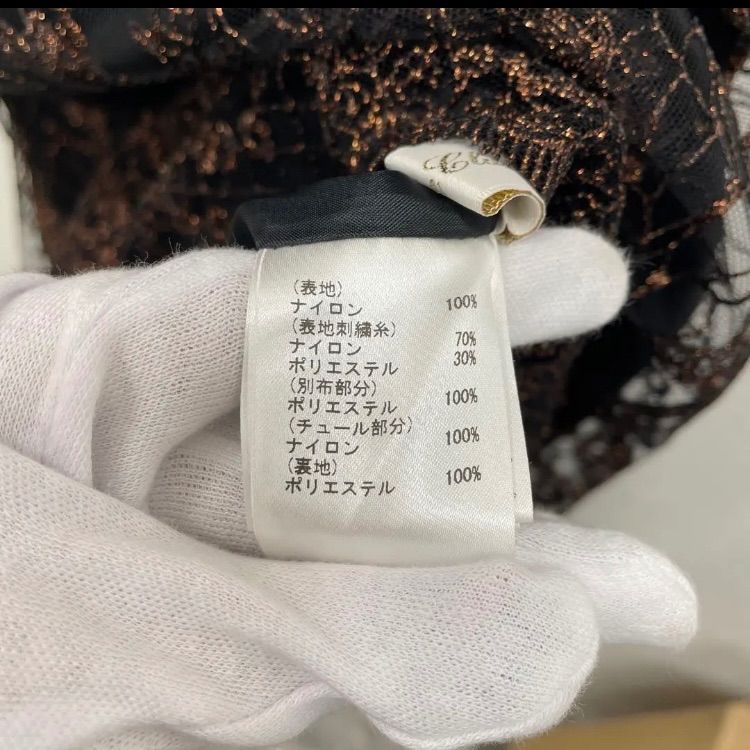 (表地)
ナイロン 100%
(表地刺繍糸)
ナイロン 70%
ポリエステル 30%
(別布部分)
ポリエステル 100%
(チュール部分)
ナイロン 100%
(裏地)
ポリエステル 100%